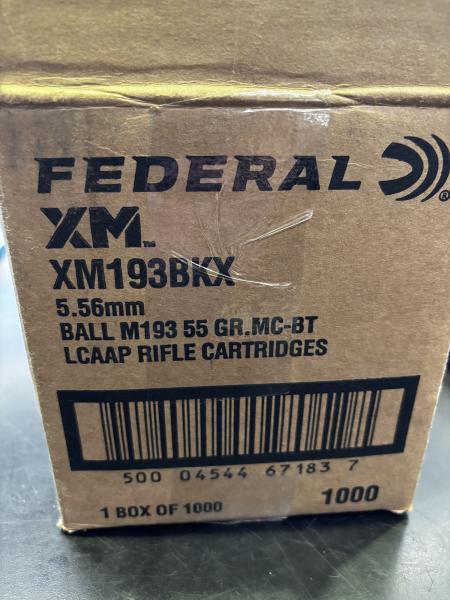 FEDERAL
XM™
XM193BKX
5.56mm
BALL M193 55 GR.MC-BT
LCAAP RIFLE CARTRIDGES
500 04544 67183 7
1 BOX OF 1000 1000